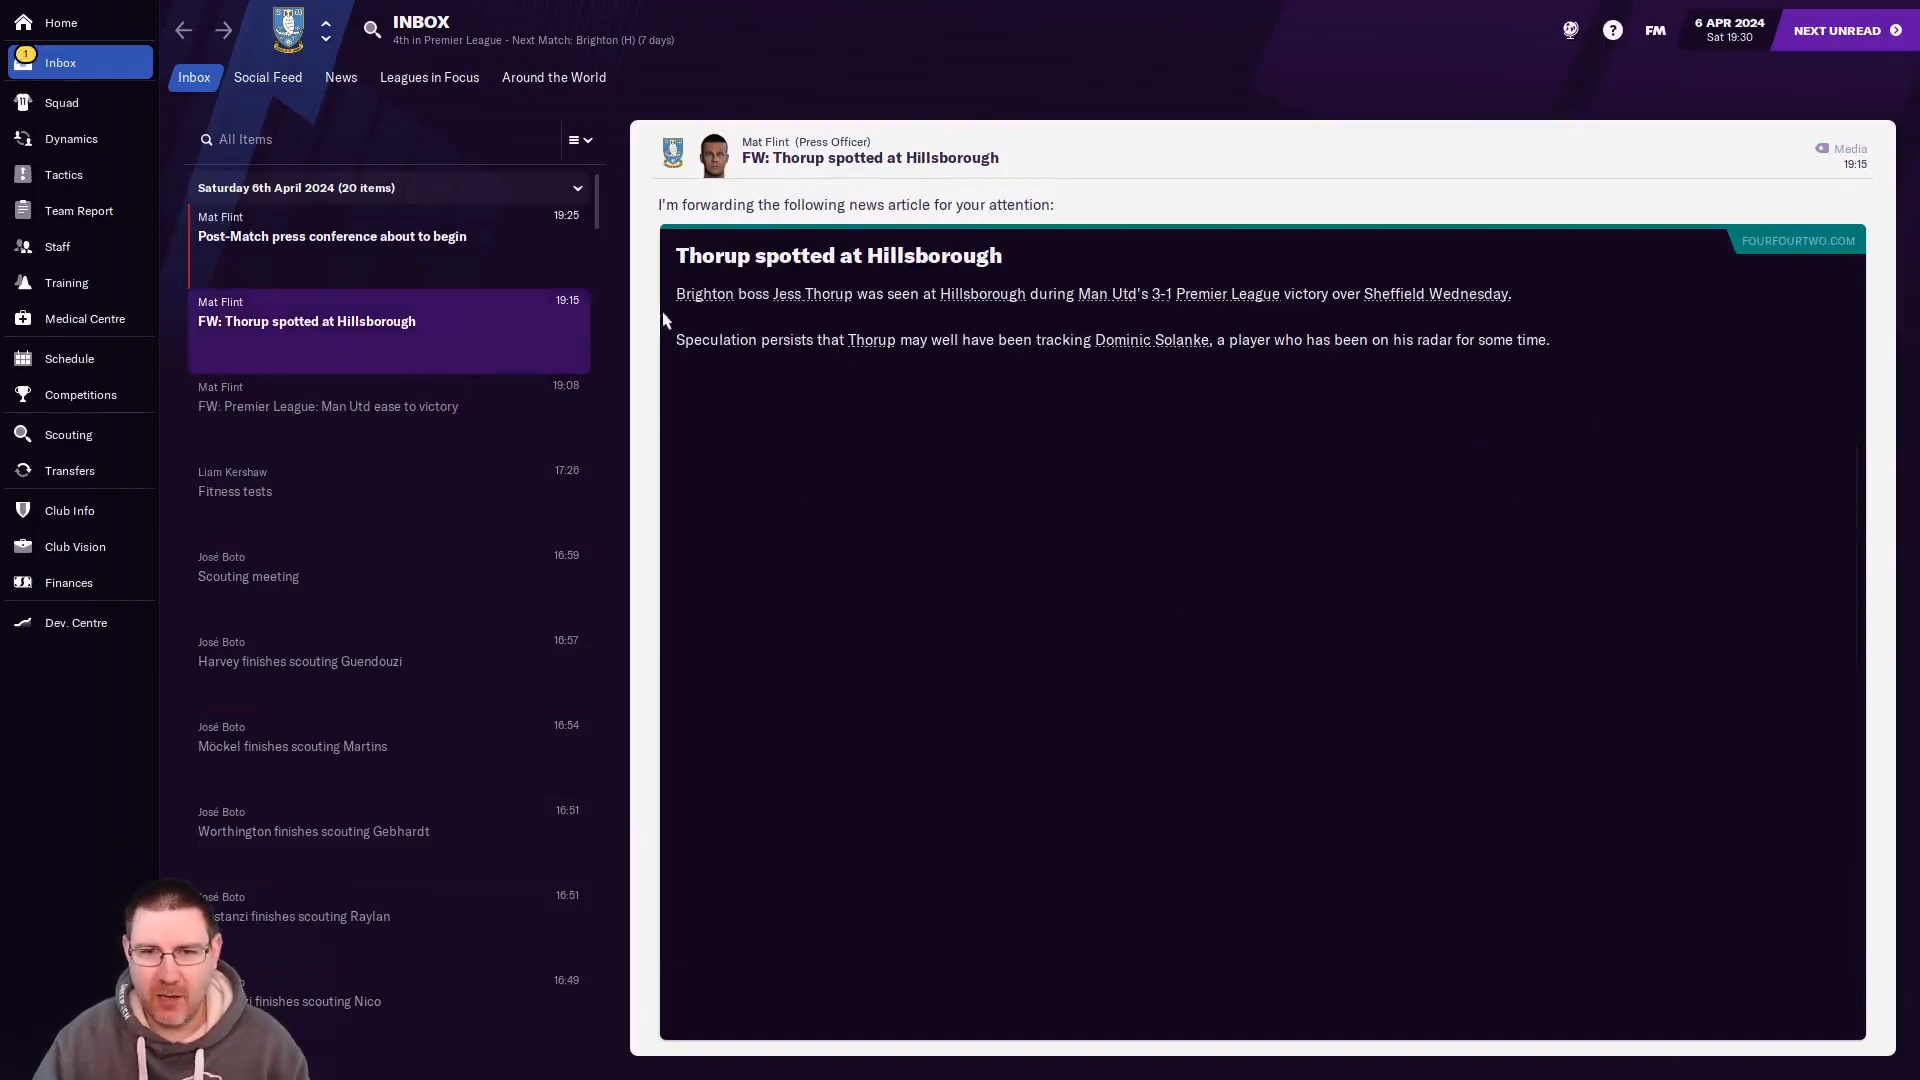 Home
1
Inbox
Squad
Dynamics
Tactics
Team Report
Staff
Training
Medical Centre
Schedule
Competitions
Scouting
Transfers
Club Info
Club Vision
Finances
Dev. Centre
INBOX
4th in Premier League - Next Match: Brighton (H) (7 days)
FM
6 APR 2024
Sat 19:30
NEXT UNREAD
Inbox
Social Feed
News
Leagues in Focus
Around the World
All Items
Saturday 6th April 2024 (20 items)
Mat Flint 19:25
Post-Match press conference about to begin
Mat Flint 19:15
FW: Thorup spotted at Hillsborough
Mat Flint 19:08
FW: Premier League: Man Utd ease to victory
Liam Kershaw 17:26
Fitness tests
José Boto 16:59
Scouting meeting
José Boto 16:57
Harvey finishes scouting Guendouzi
José Boto 16:54
Möckel finishes scouting Martins
José Boto 16:51
Worthington finishes scouting Gebhardt
Boto 16:51
finishes scouting Raylan
16:49
finishes scouting Nico
Mat Flint (Press Officer)
FW: Thorup spotted at Hillsborough
Media
19:15
I'm forwarding the following news article for your attention:
FOURFOURTWO.COM
Thorup spotted at Hillsborough
Brighton boss Jess Thorup was seen at Hillsborough during Man Utd's 3-1 Premier League victory over Sheffield Wednesday.
Speculation persists that Thorup may well have been tracking Dominic Solanke, a player who has been on his radar for some time.